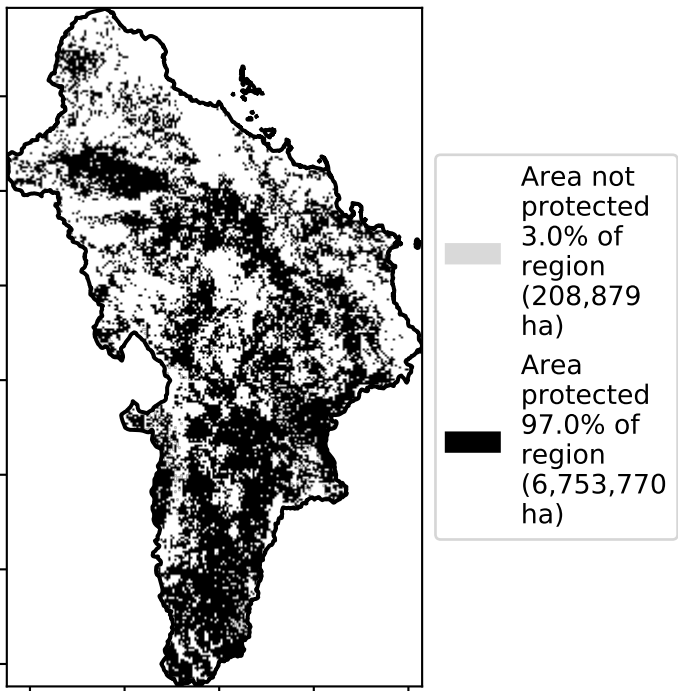 Area not
protected
3.0% of
region
(208,879
ha)
Area
protected
97.0% of
region
(6,753,770
ha)